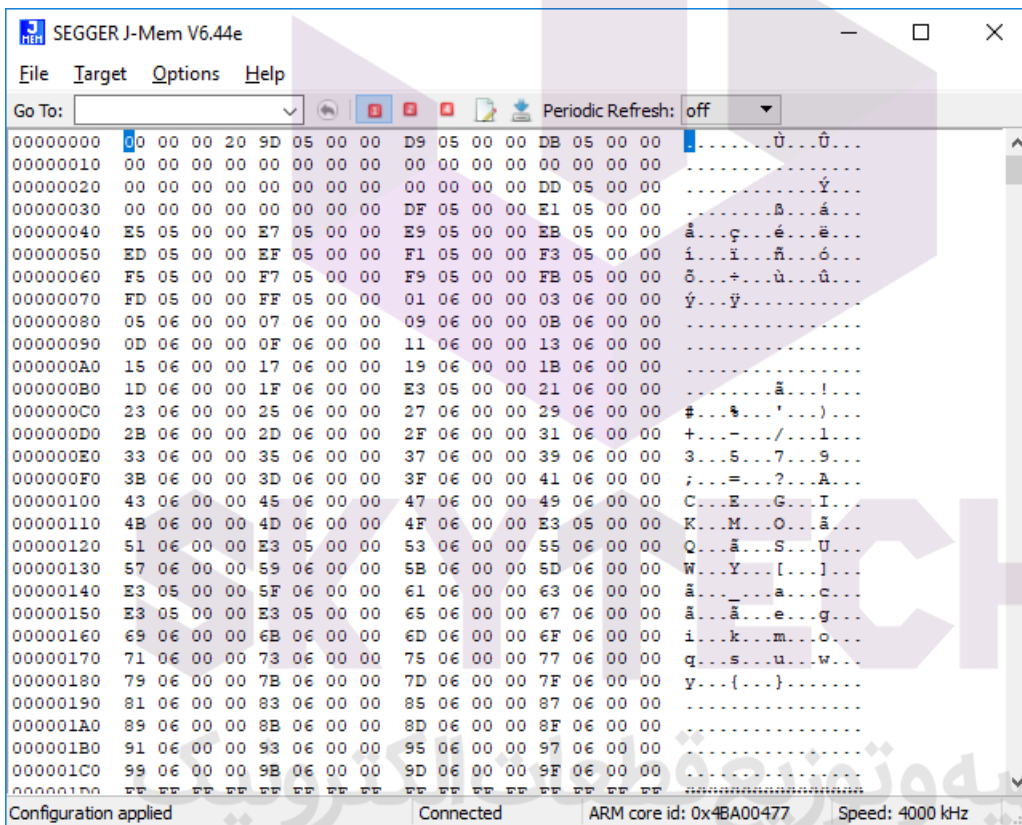 SEGGER J-Mem V6.44e
File Target Options Help
Go To: Periodic Refresh: off
00000000 00 00 00 20 9D 05 00 00 D9 05 00 00 DB 05 00 00 ........Ù...Û...
00000010 00 00 00 00 00 00 00 00 00 00 00 00 00 00 00 00 ................
00000020 00 00 00 00 00 00 00 00 00 00 00 00 DD 05 00 00 ............Ý...
00000030 00 00 00 00 00 00 00 00 DF 05 00 00 E1 05 00 00 ........ß...á...
00000040 E5 05 00 00 E7 05 00 00 E9 05 00 00 EB 05 00 00 å...ç...é...ë...
00000050 ED 05 00 00 EF 05 00 00 F1 05 00 00 F3 05 00 00 í...ï...ñ...ó...
00000060 F5 05 00 00 F7 05 00 00 F9 05 00 00 FB 05 00 00 õ...÷...ù...û...
00000070 FD 05 00 00 FF 05 00 00 01 06 00 00 03 06 00 00 ý...ÿ...........
00000080 05 06 00 00 07 06 00 00 09 06 00 00 0B 06 00 00 ................
00000090 0D 06 00 00 0F 06 00 00 11 06 00 00 13 06 00 00 ................
000000A0 15 06 00 00 17 06 00 00 19 06 00 00 1B 06 00 00 ................
000000B0 1D 06 00 00 1F 06 00 00 E3 05 00 00 21 06 00 00 ........ã...!...
000000C0 23 06 00 00 25 06 00 00 27 06 00 00 29 06 00 00 #...%...'...)...
000000D0 2B 06 00 00 2D 06 00 00 2F 06 00 00 31 06 00 00 +...-.../...1...
000000E0 33 06 00 00 35 06 00 00 37 06 00 00 39 06 00 00 3...5...7...9...
000000F0 3B 06 00 00 3D 06 00 00 3F 06 00 00 41 06 00 00 ;...=...?...A...
00000100 43 06 00 00 45 06 00 00 47 06 00 00 49 06 00 00 C...E...G...I...
00000110 4B 06 00 00 4D 06 00 00 4F 06 00 00 E3 05 00 00 K...M...O...ã...
00000120 51 06 00 00 E3 05 00 00 53 06 00 00 55 06 00 00 Q...ã...S...U...
00000130 57 06 00 00 59 06 00 00 5B 06 00 00 5D 06 00 00 W...Y...[...]...
00000140 E3 05 00 00 5F 06 00 00 61 06 00 00 63 06 00 00 ã..._...a...c...
00000150 E3 05 00 00 E3 05 00 00 65 06 00 00 67 06 00 00 ã...ã...e...g...
00000160 69 06 00 00 6B 06 00 00 6D 06 00 00 6F 06 00 00 i...k...m...o...
00000170 71 06 00 00 73 06 00 00 75 06 00 00 77 06 00 00 q...s...u...w...
00000180 79 06 00 00 7B 06 00 00 7D 06 00 00 7F 06 00 00 y...{...}.......
00000190 81 06 00 00 83 06 00 00 85 06 00 00 87 06 00 00 ................
000001A0 89 06 00 00 8B 06 00 00 8D 06 00 00 8F 06 00 00 ................
000001B0 91 06 00 00 93 06 00 00 95 06 00 00 97 06 00 00 ................
000001C0 99 06 00 00 9B 06 00 00 9D 06 00 00 9F 06 00 00 ................
Configuration applied Connected ARM core id: 0x4BA00477 Speed: 4000 kHz
SKYTECH